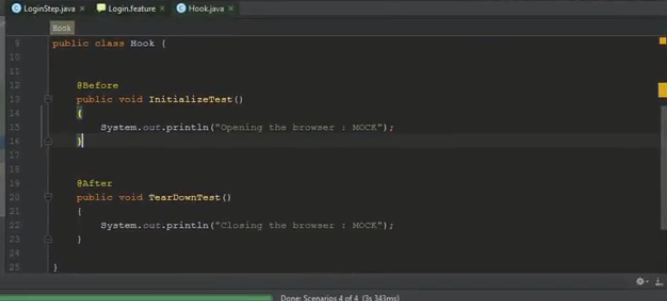 LoginStep.java × Login.feature × Hook.java ×
Hook
9 public class Hook {
10
11
12 @Before
13 public void InitializeTest()
14 {
15 System.out.println("Opening the browser : MOCK");
16 }
17
18
19 @After
20 public void TearDownTest()
21 {
22 System.out.println("Closing the browser : MOCK");
23 }
24
25 }
Done: Scenarios 4 of 4 (3s 343ms)